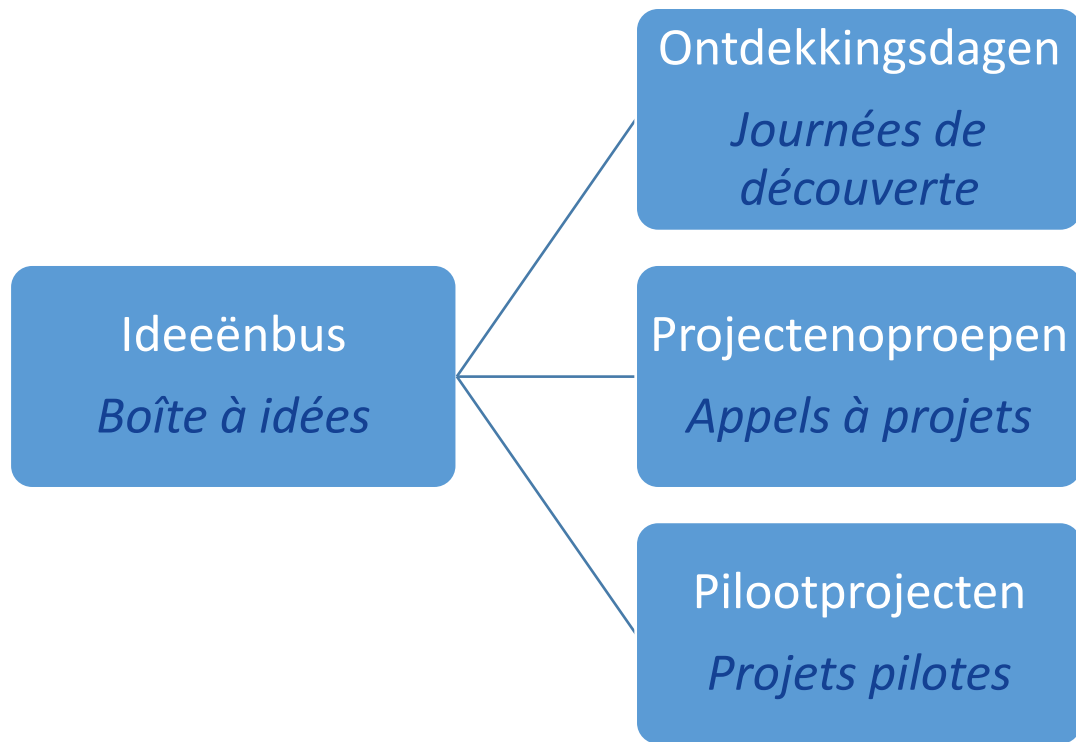 Ideeënbus
Boîte à idées
Ontdekkingsdagen
Journées de
découverte
Projectenoproepen
Appels à projets
Pilootprojecten
Projets pilotes